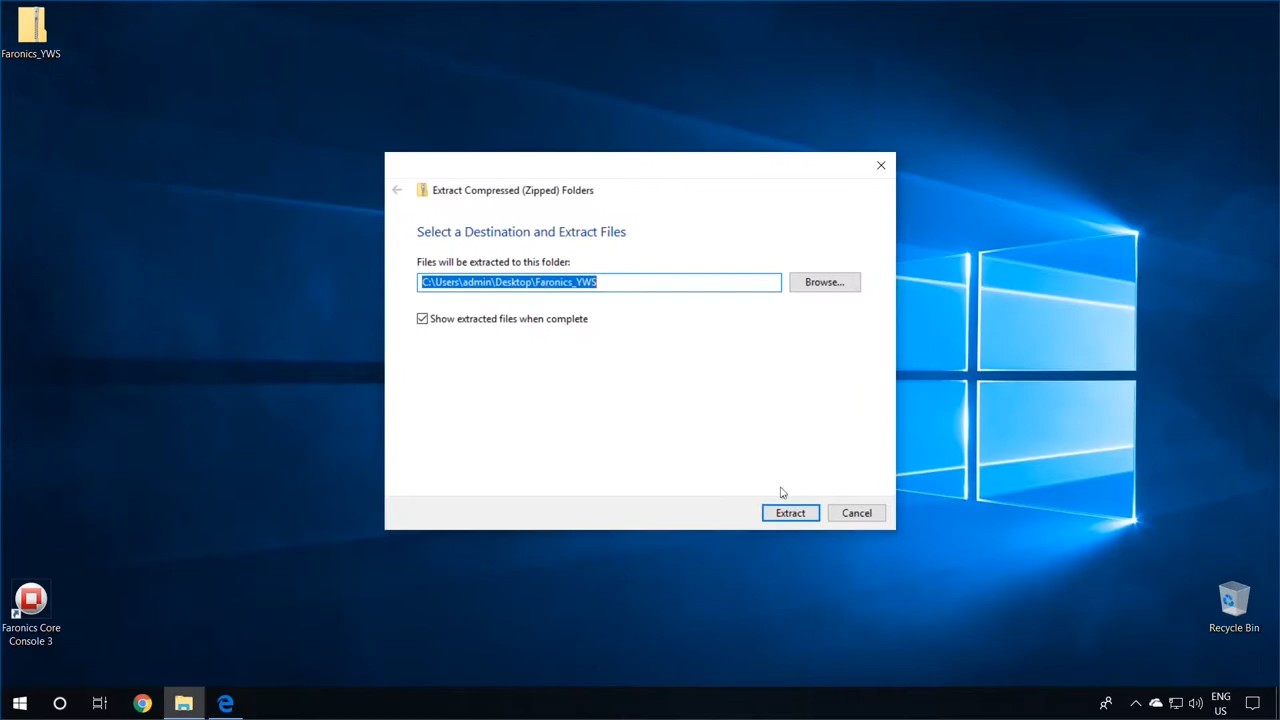 Faronics_YWS
Extract Compressed (Zipped) Folders
Select a Destination and Extract Files
Files will be extracted to this folder:
C:\Users\admin\Desktop\Faronics_YWS
Browse...
Show extracted files when complete
Extract
Cancel
Faronics Core
Console 3
Recycle Bin
ENG
US